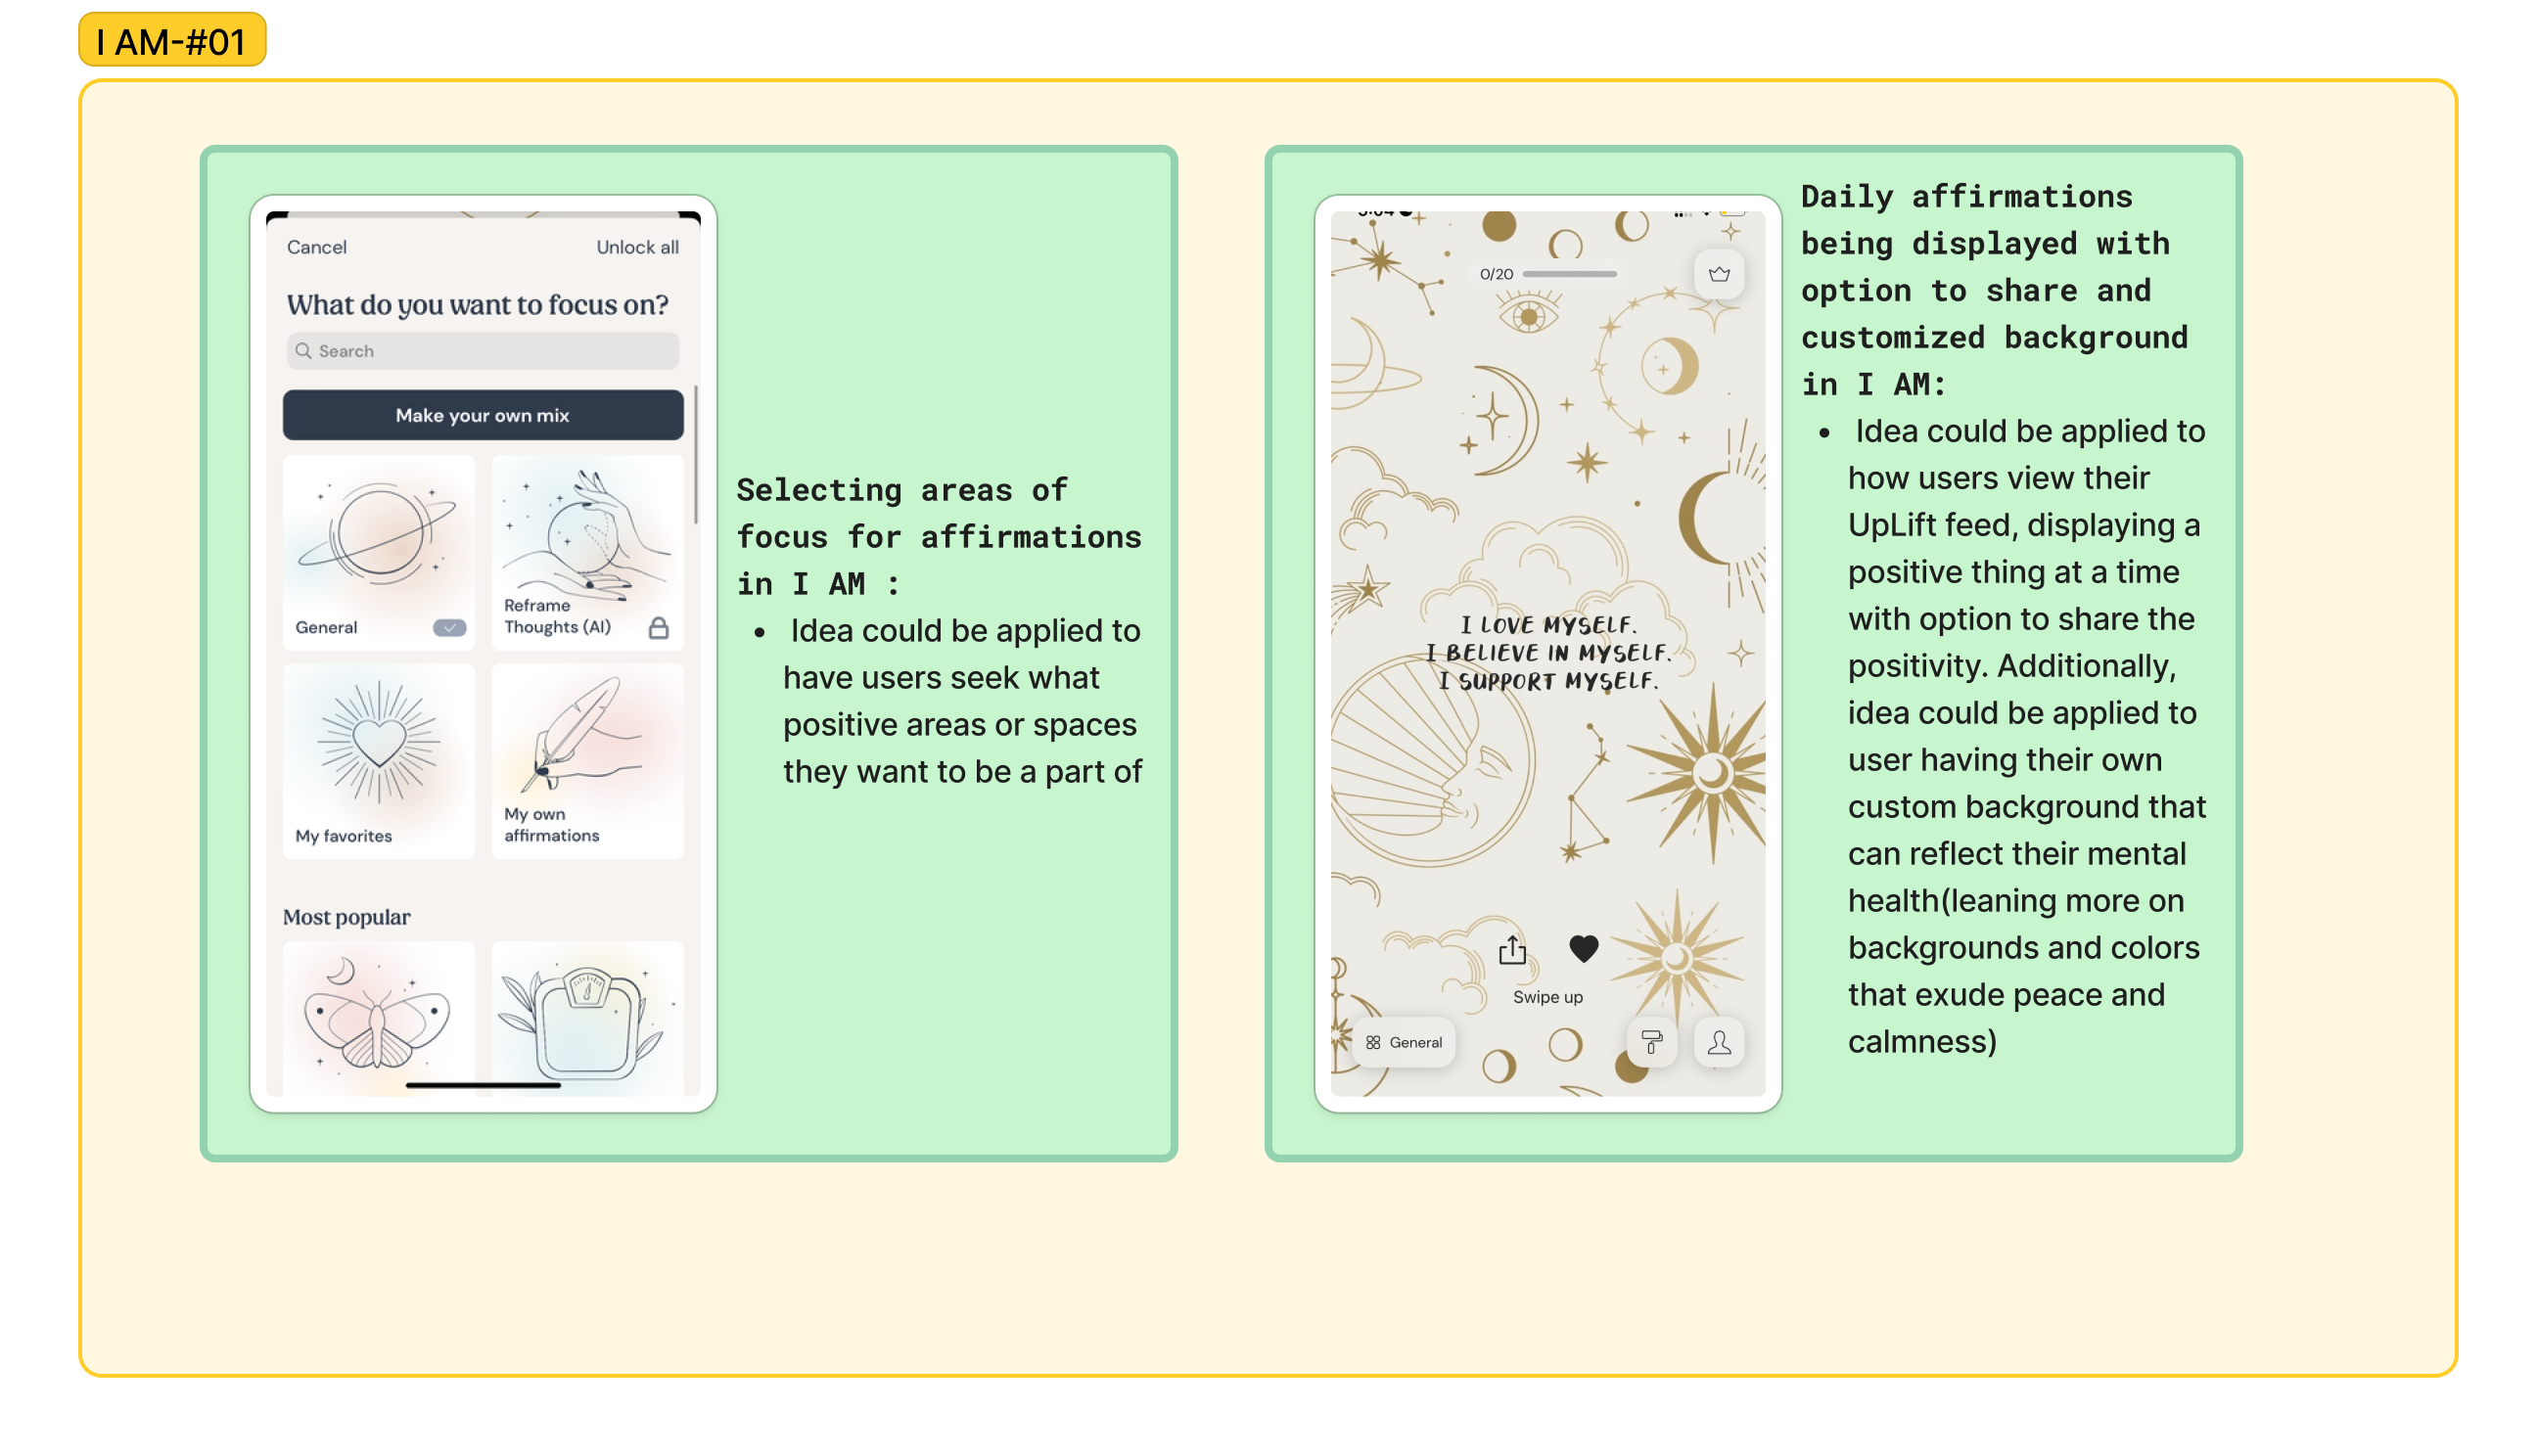 I AM-#01
Cancel
Unlock all
What do you want to focus on?
Search
Make your own mix
General
Reframe
Thoughts (AI)
My favorites
My own
affirmations
Most popular
Selecting areas of
focus for affirmations
in I AM :
• Idea could be applied to
have users seek what
positive areas or spaces
they want to be a part of
0/20
I LOVE MYSELF.
I BELIEVE IN MYSELF.
I SUPPORT MYSELF.
Swipe up
General
Daily affirmations
being displayed with
option to share and
customized background
in I AM:
• Idea could be applied to
how users view their
UpLift feed, displaying a
positive thing at a time
with option to share the
positivity. Additionally,
idea could be applied to
user having their own
custom background that
can reflect their mental
health(leaning more on
backgrounds and colors
that exude peace and
calmness)